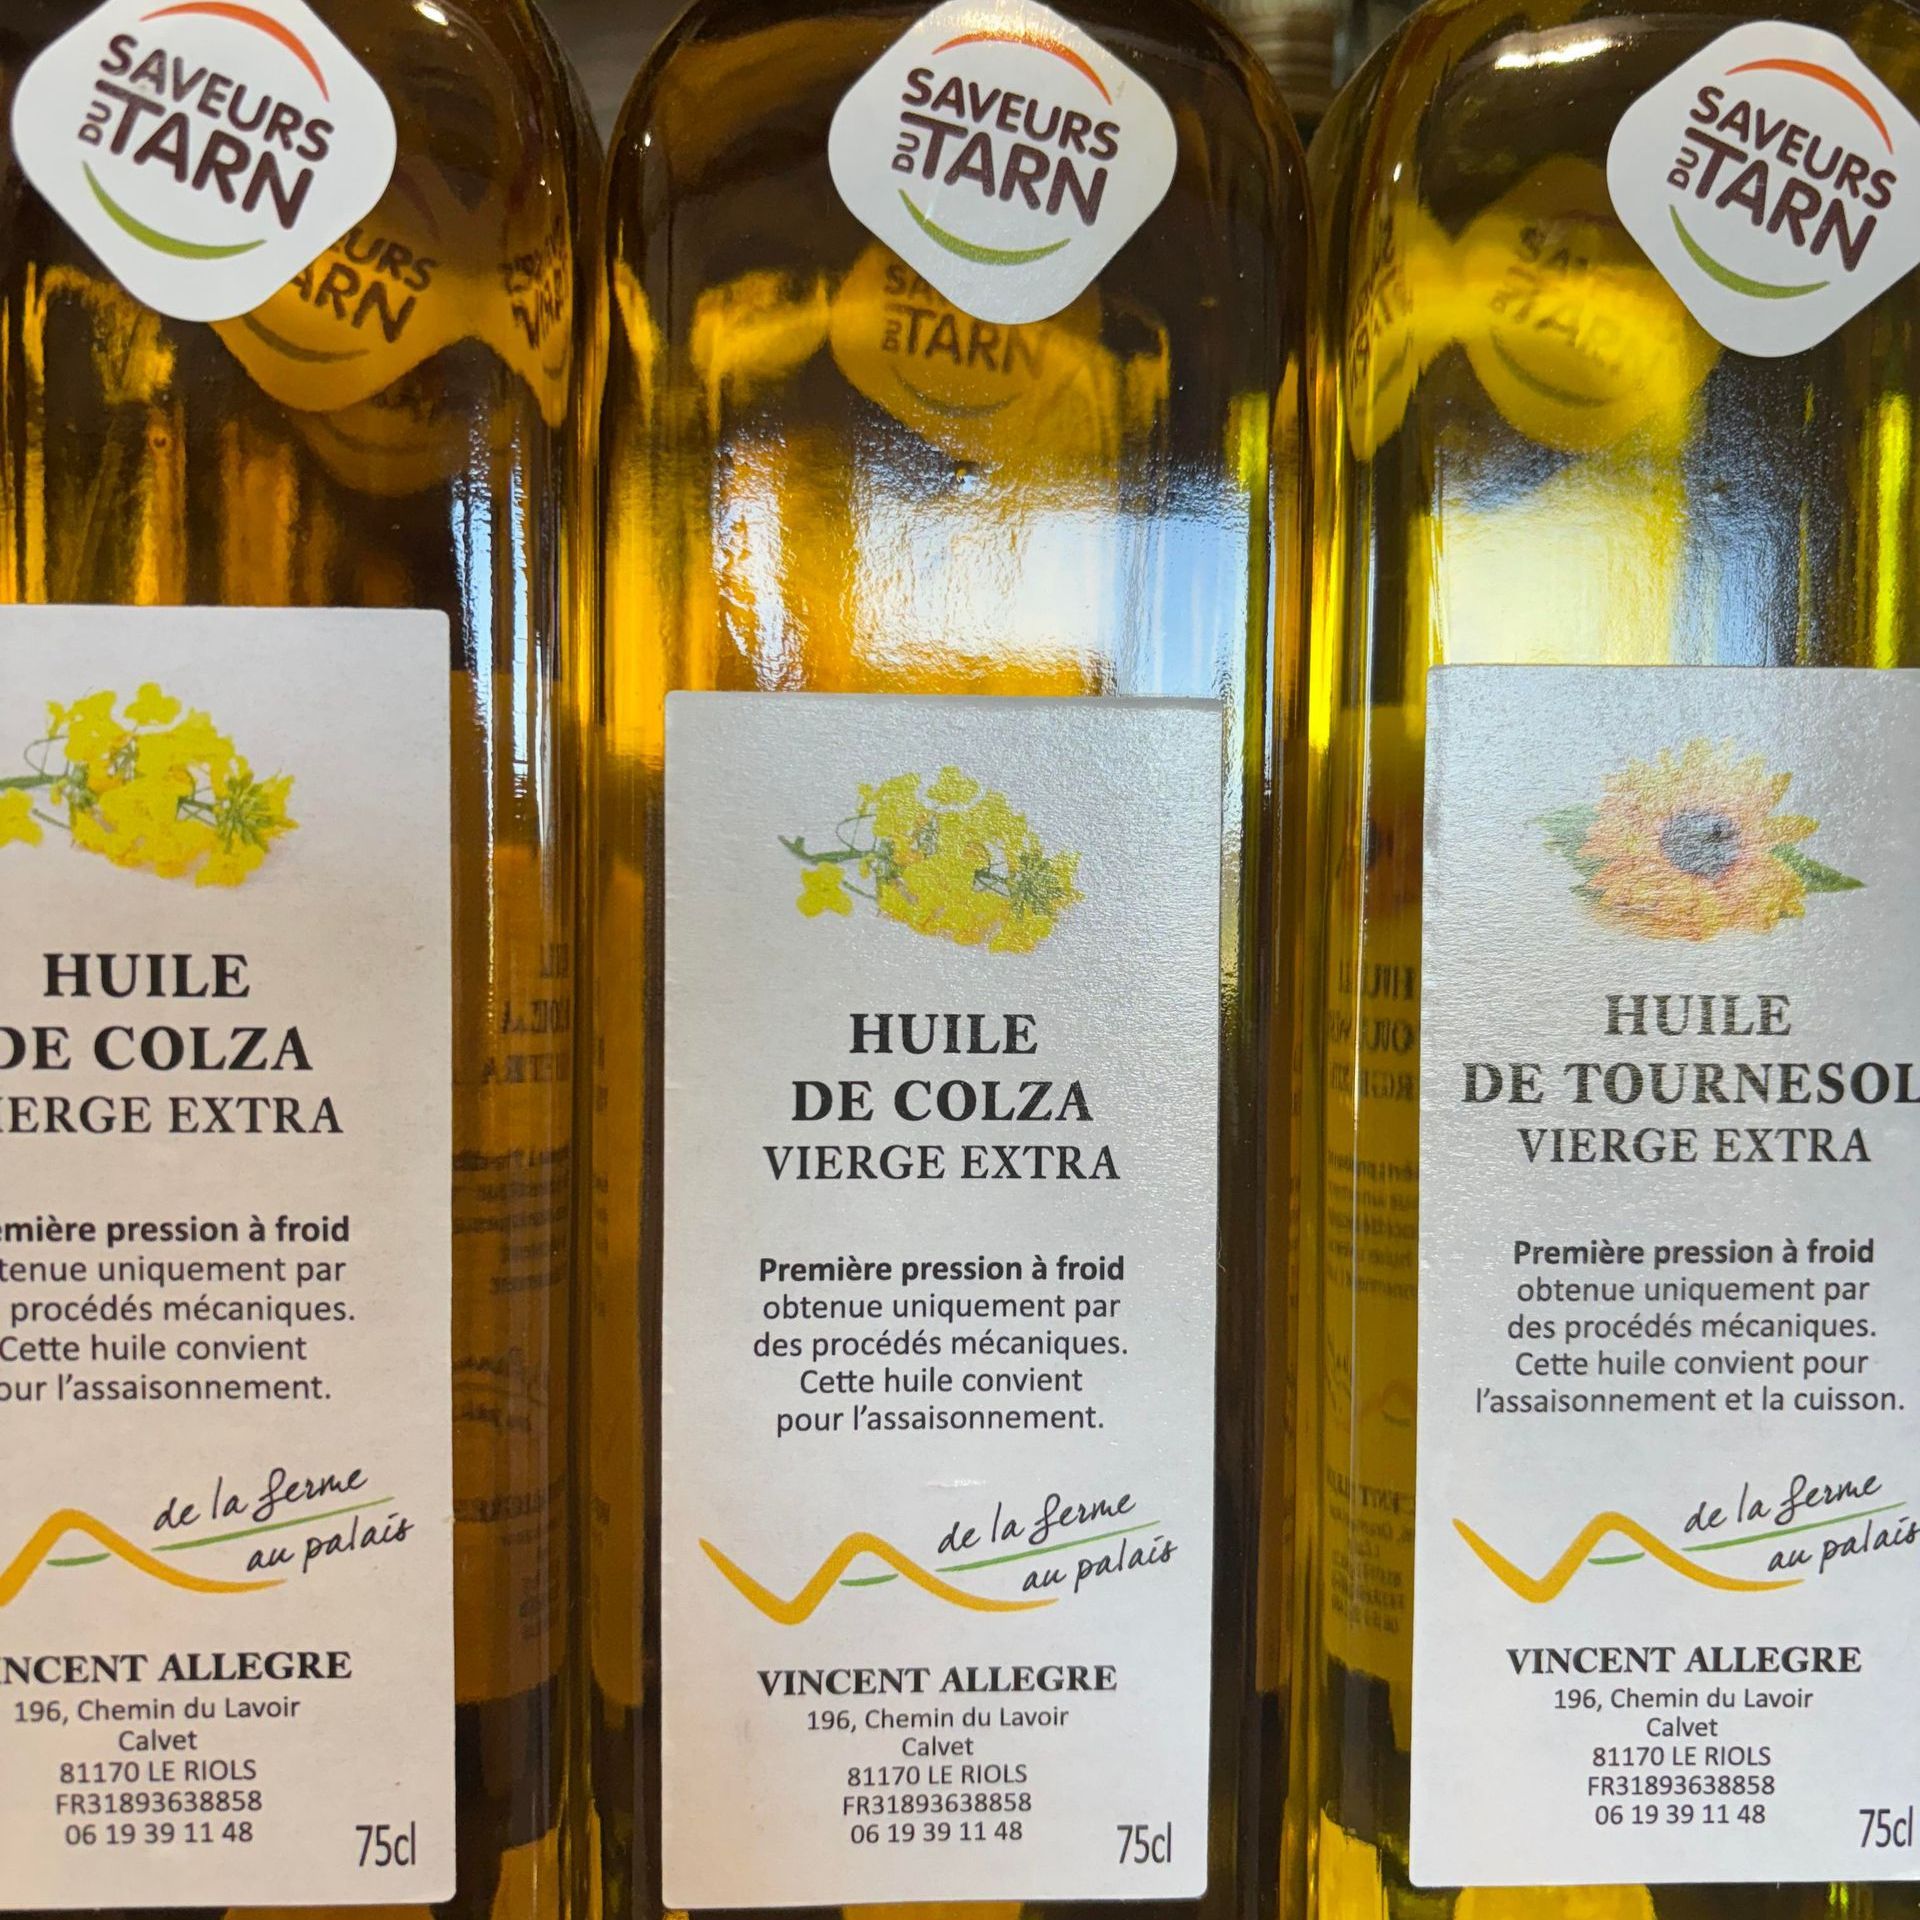 SAVEURS
DU TARN
HUILE
DE COLZA
VIERGE EXTRA
pression à froid
uniquement par
procédés mécaniques.
Cette huile convient
l'assaisonnement.
de la ferme
au palais
ALLEGRE
196, Chemin du Lavoir
Calvet
81170 LE RIOLS
FR31893638858
06 19 39 11 48
75cl
SAVEURS
DU TARN
HUILE
DE COLZA
VIERGE EXTRA
Première pression à froid
obtenue uniquement par
des procédés mécaniques.
Cette huile convient
pour l'assaisonnement.
de la ferme
au palais
VINCENT ALLEGRE
196, Chemin du Lavoir
Calvet
81170 LE RIOLS
FR31893638858
06 19 39 11 48
75cl
SAVEURS
DU TARN
HUILE
DE TOURNESOL
VIERGE EXTRA
Première pression à froid
obtenue uniquement par
des procédés mécaniques.
Cette huile convient pour
l'assaisonnement et la cuisson.
de la ferme
au palais
VINCENT ALLEGRE
196, Chemin du Lavoir
Calvet
81170 LE RIOLS
FR31893638858
06 19 39 11 48
75cl